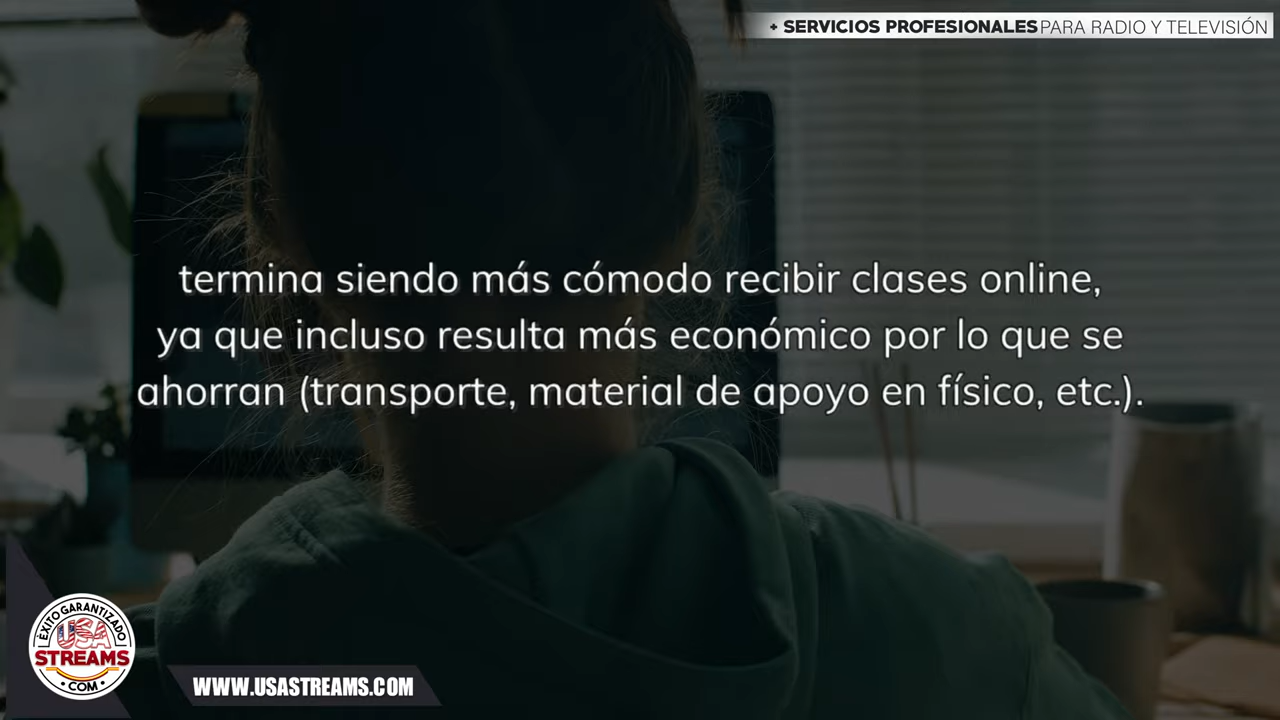 + SERVICIOS PROFESIONALES PARA RADIO Y TELEVISIÓN
termina siendo más cómodo recibir clases online,
ya que incluso resulta más económico por lo que se
ahorran (transporte, material de apoyo en físico, etc.).
ÉXITO GARANTIZADO
USA
STREAMS
• COM •
WWW.USASTREAMS.COM